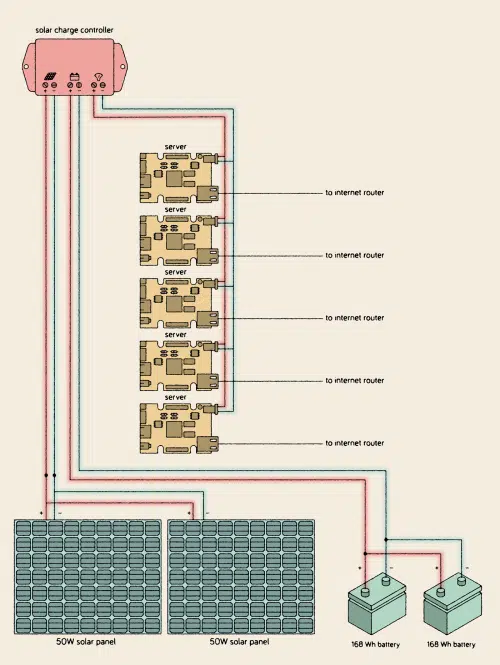 solar charge controller
+ - + - + -
server
to internet router
server
to internet router
server
to internet router
server
to internet router
server
to internet router
+ -
+ -
+ -
+ -
50W solar panel
50W solar panel
168 Wh battery
168 Wh battery